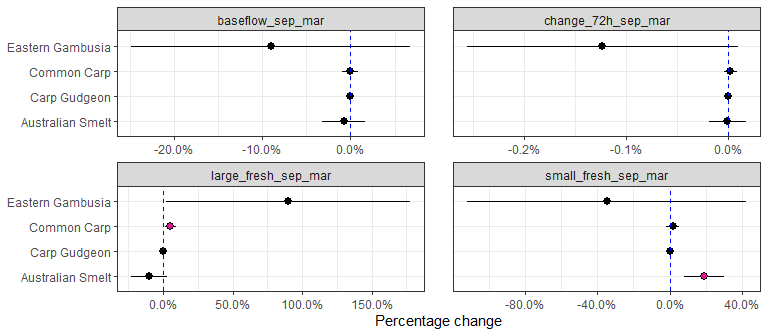 baseflow_sep_mar
change_72h_sep_mar
Eastern Gambusia
Common Carp
Carp Gudgeon
Australian Smelt
-20.0% -10.0% 0.0%
-0.2% -0.1% 0.0%
large_fresh_sep_mar
small_fresh_sep_mar
Eastern Gambusia
Common Carp
Carp Gudgeon
Australian Smelt
0.0% 50.0% 100.0% 150.0%
-80.0% -40.0% 0.0% 40.0%
Percentage change